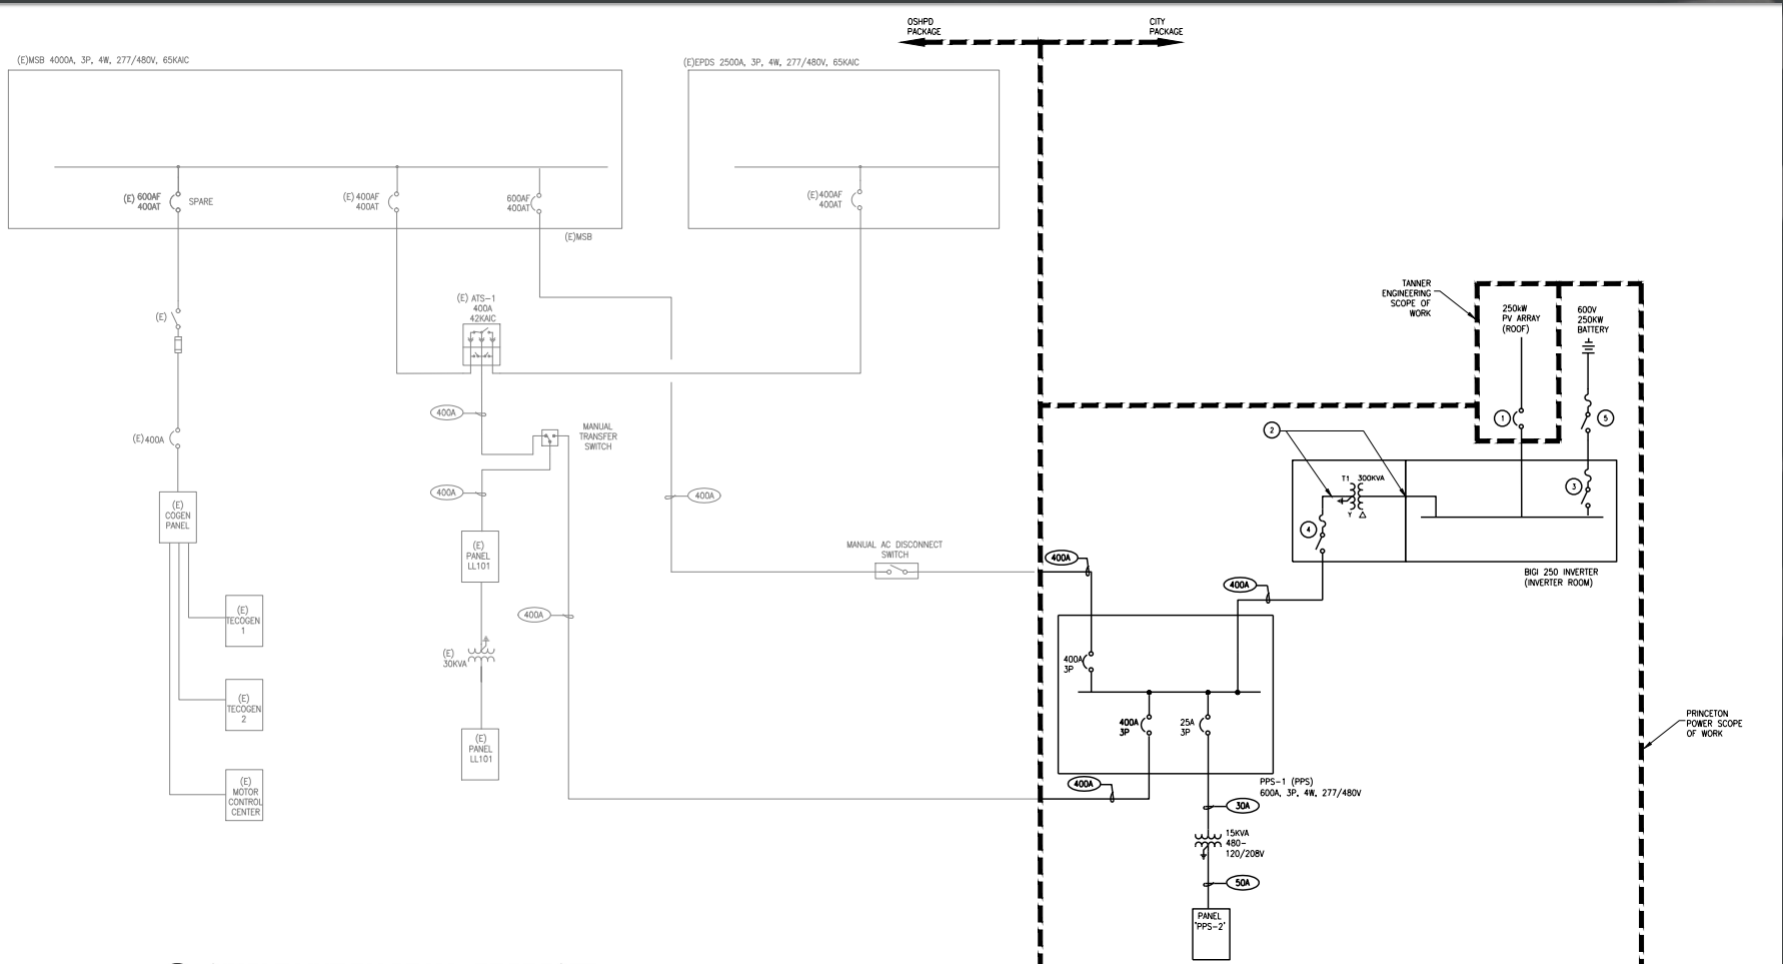 OSHPD
PACKAGE
CITY
PACKAGE
(E)MSB 4000A, 3P, 4W, 277/480V, 65KAIC
(E)EPDS 2500A, 3P, 4W, 277/480V, 65KAIC
(E) 600AF
400AT
SPARE
(E) 400AF
400AT
600AF
400AT
(E)400AF
400AT
(E)MSB
(E) ATS-1
400A
42KAIC
(E)
400A
(E)400A
MANUAL
TRANSFER
SWITCH
400A
400A
(E)
COGEN
PANEL
(E)
PANEL
LL101
MANUAL AC DISCONNECT
SWITCH
(E)
TECOGEN
1
400A
(E)
30KVA
(E)
TECOGEN
2
(E)
PANEL
LL101
(E)
MOTOR
CONTROL
CENTER
TANNER
ENGINEERING
SCOPE OF
WORK
250kW
PV ARRAY
(ROOF)
600V
250KW
BATTERY
1
5
2
T1 300KVA
Y
3
4
BIGI 250 INVERTER
(INVERTER ROOM)
400A
400A
400A
3P
400A
3P
25A
3P
PPS-1 (PPS)
600A, 3P, 4W, 277/480V
400A
30A
15KVA
480-
120/208V
50A
PANEL
"PPS-2"
PRINCETON
POWER SCOPE
OF WORK